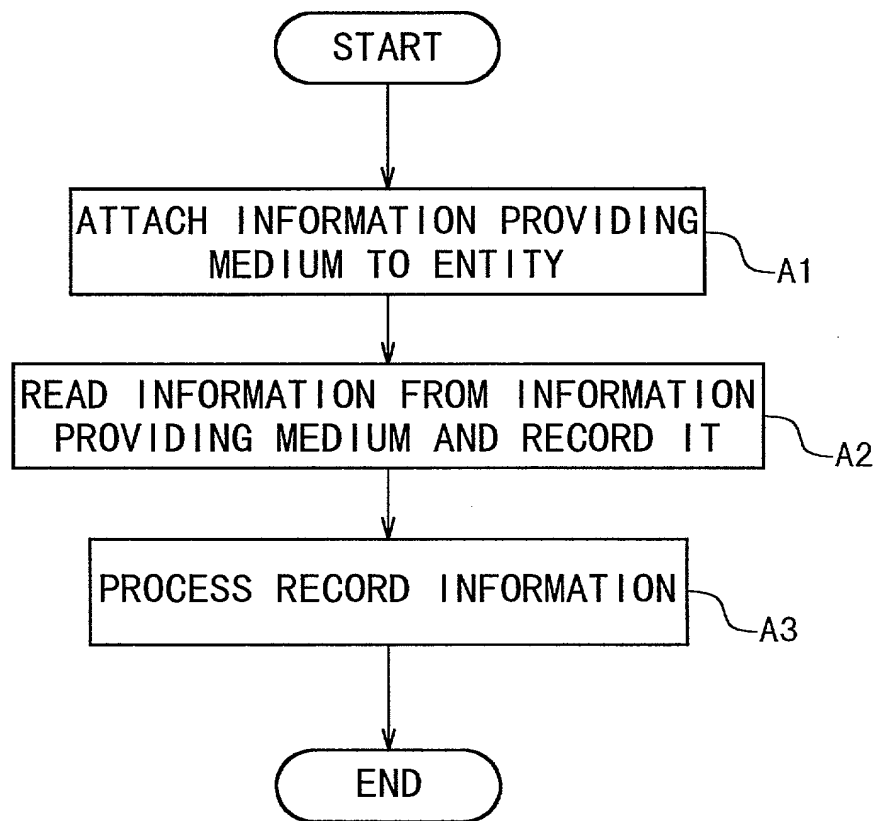 START
ATTACH INFORMATION PROVIDING
MEDIUM TO ENTITY
A1
READ INFORMATION FROM INFORMATION
PROVIDING MEDIUM AND RECORD IT
A2
PROCESS RECORD INFORMATION
A3
END